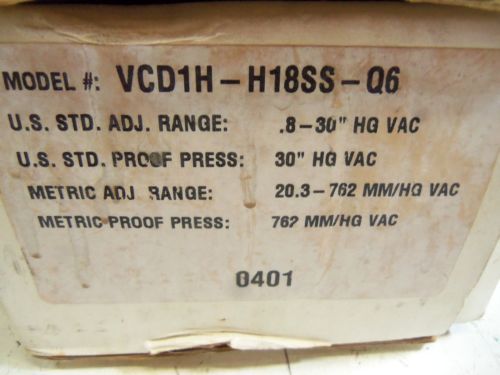 MODEL #: VCD1H-H18SS-Q6
U.S. STD. ADJ. RANGE: .8-30" HG VAC
U.S. STD. PROOF PRESS: 30" HG VAC
METRIC ADJ. RANGE: 20.3-762 MM/HG VAC
METRIC PROOF PRESS: 762 MM/HG VAC
0401